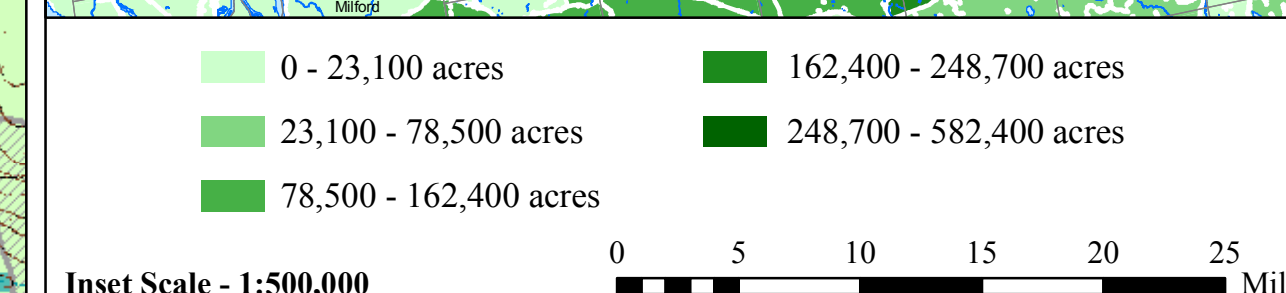 Milford
0 - 23,100 acres
23,100 - 78,500 acres
78,500 - 162,400 acres
162,400 - 248,700 acres
248,700 - 582,400 acres
0 5 10 15 20 25
Inset Scale - 1:500,000
Mil